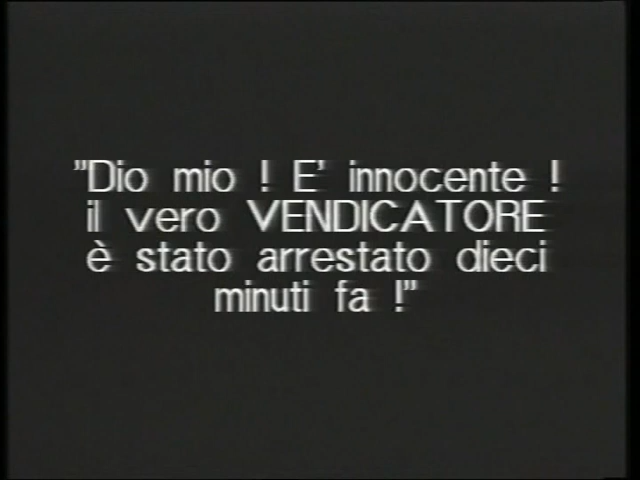 "Dio mio ! E' innocente !
il vero VENDICATORE
è stato arrestato dieci
minuti fa !"